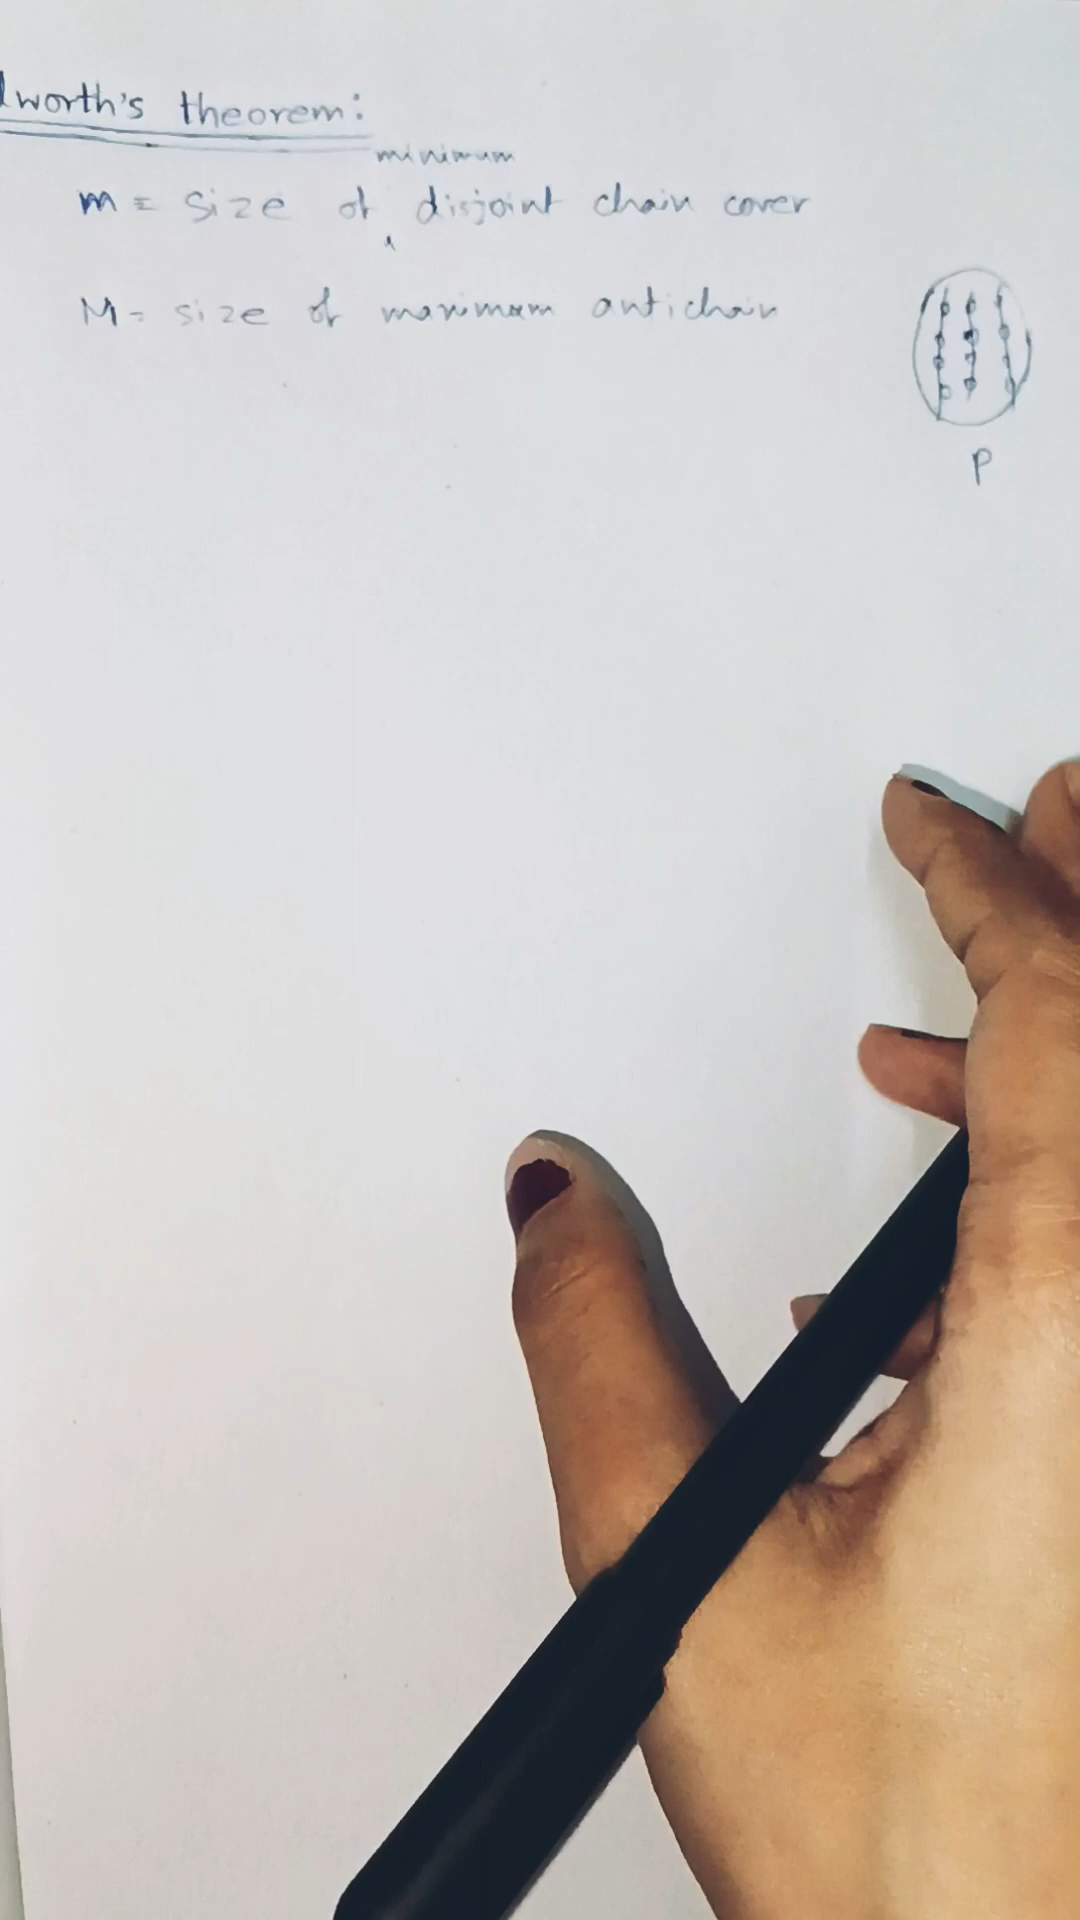 lworth's theorem:
minimum
m = size of disjoint chain cover
M = size of maximum antichain
P